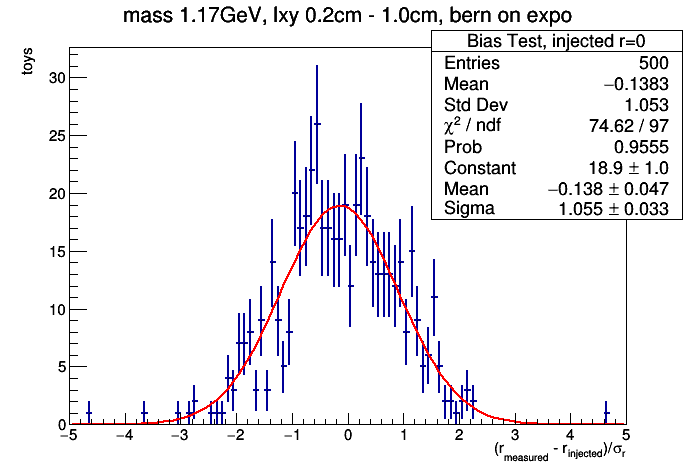 mass 1.17GeV, lxy 0.2cm - 1.0cm, bern on expo
Bias Test, injected r=0
Entries 500
Mean −0.1383
Std Dev 1.053
χ² / ndf 74.62 / 97
Prob 0.9555
Constant 18.9 ± 1.0
Mean −0.138 ± 0.047
Sigma 1.055 ± 0.033
toys
30
25
20
15
10
5
0
−5 −4 −3 −2 −1 0 1 2 3 4 5
(r_measured - r_injected)/σ_r